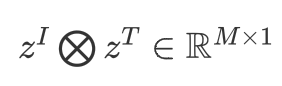 z^I ⨂ z^T ∈ ℝ^{M×1}